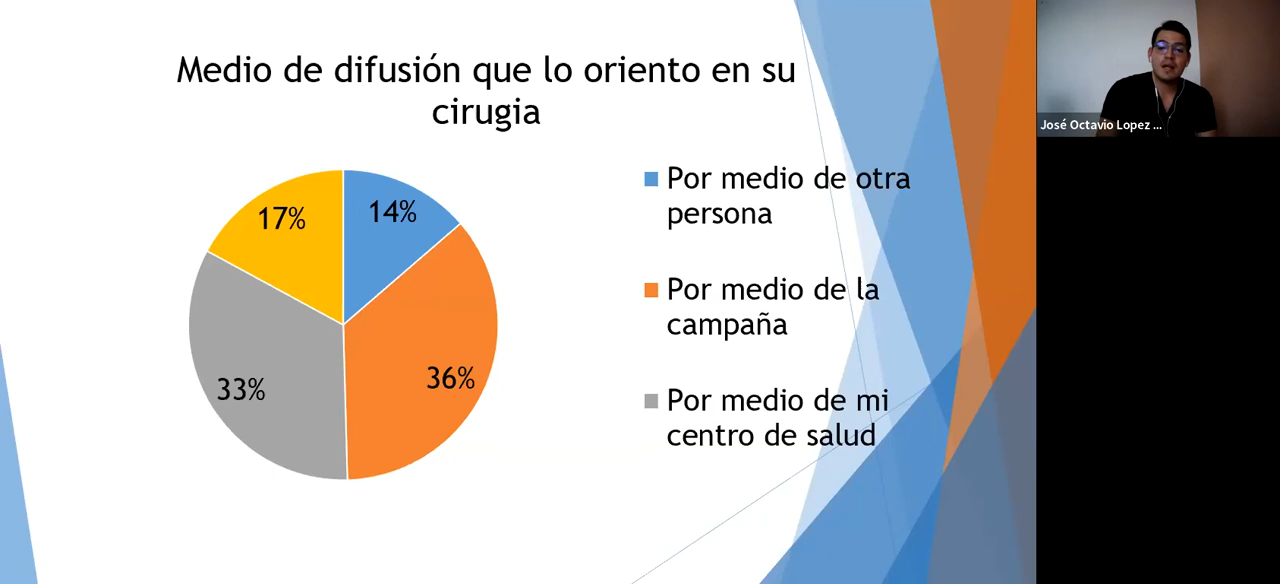 Medio de difusión que lo oriento en su
cirugia
17%
14%
33%
36%
Por medio de otra
persona
Por medio de la
campaña
Por medio de mi
centro de salud
José Octavio Lopez ...